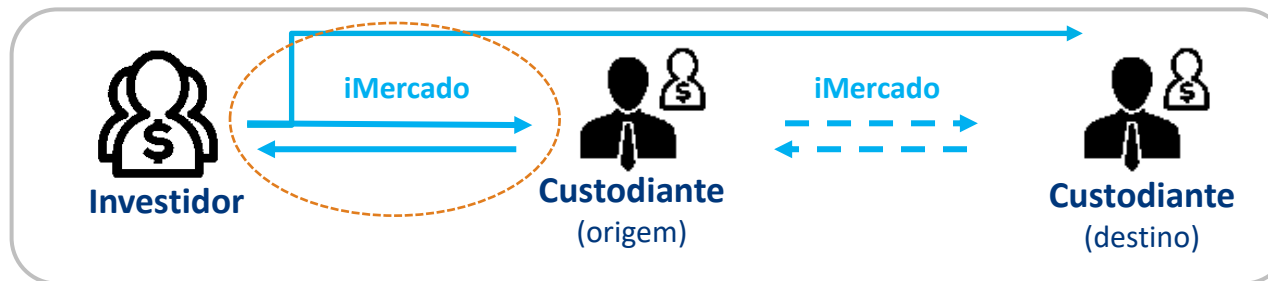 iMercado
iMercado
Investidor
Custodiante
(origem)
Custodiante
(destino)